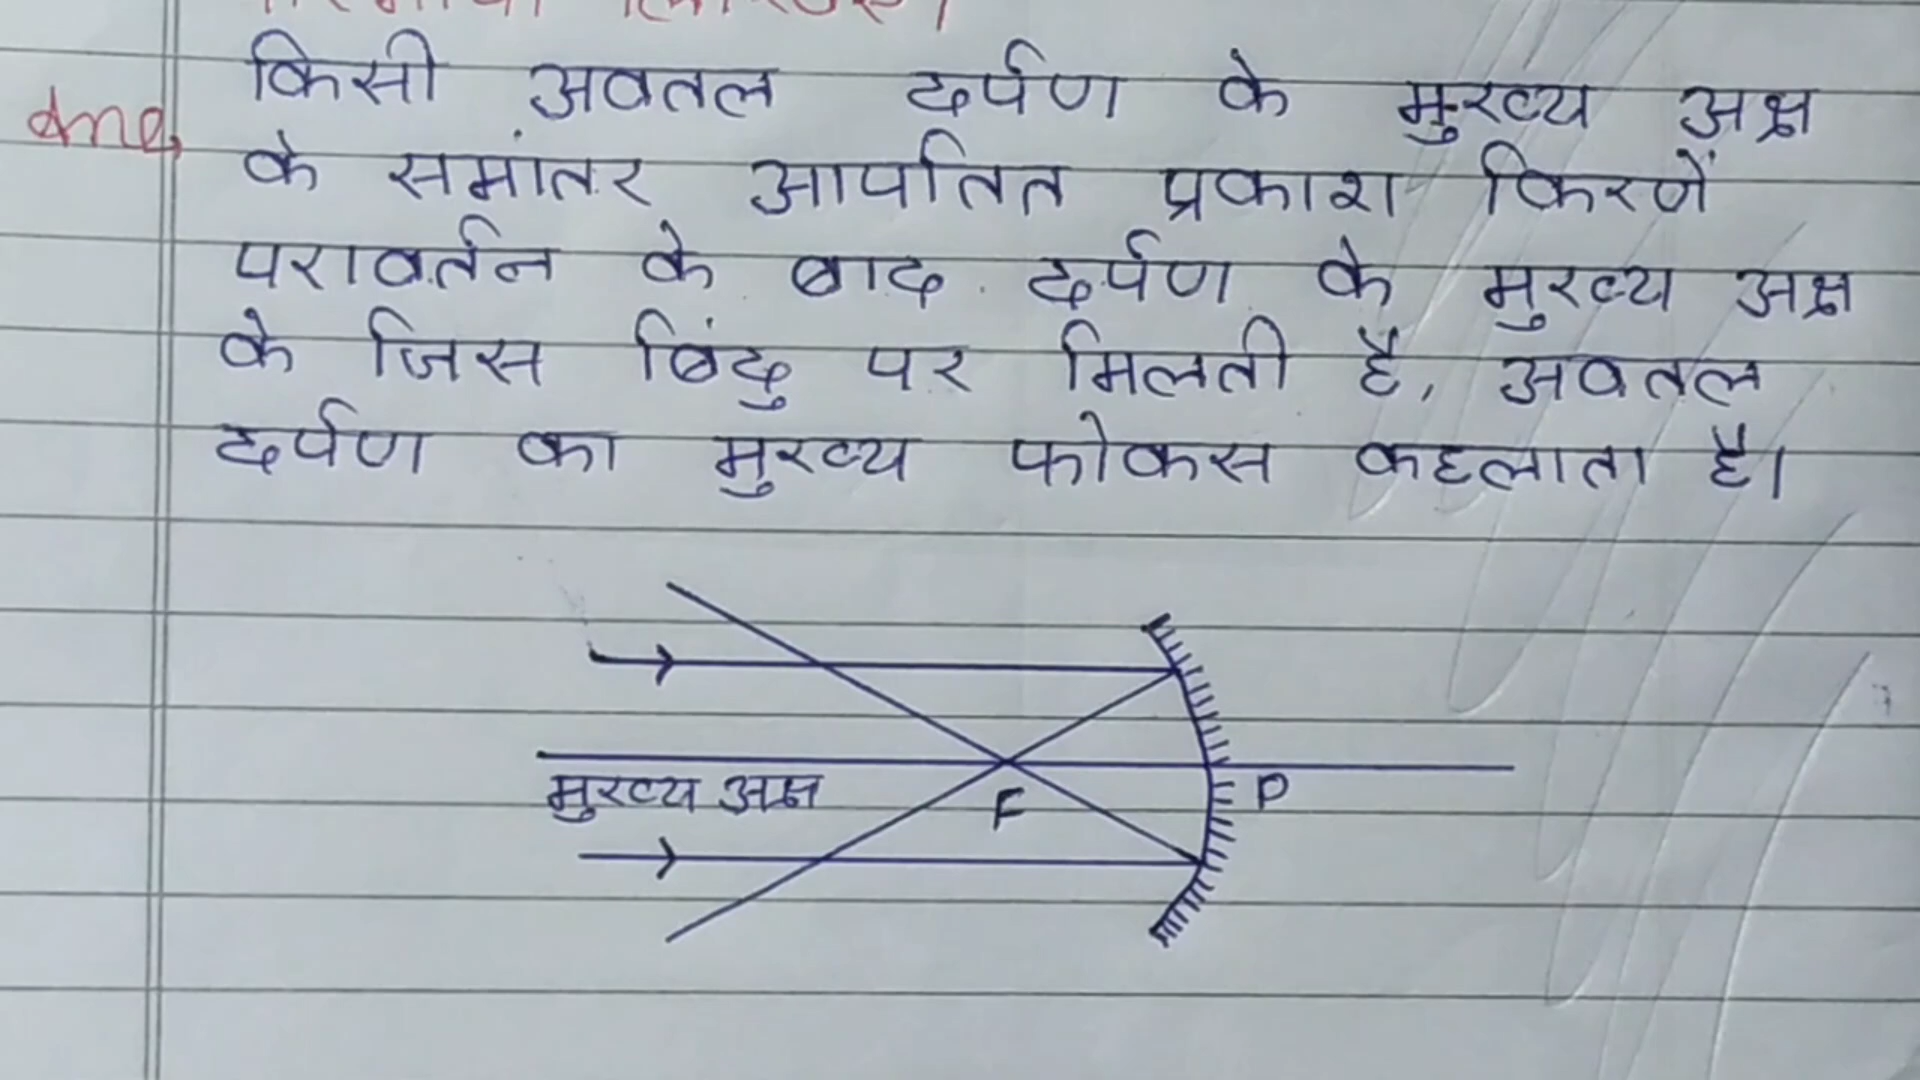 किसी अवतल दर्पण के मुख्य अक्ष
Ans
के समांतर आपतित प्रकाश किरणें
परावर्तन के बाद दर्पण के मुख्य अक्ष
के जिस बिंदु पर मिलती है, अवतल
दर्पण का मुख्य फोकस कहलाता है।
मुख्य अक्ष
F
P